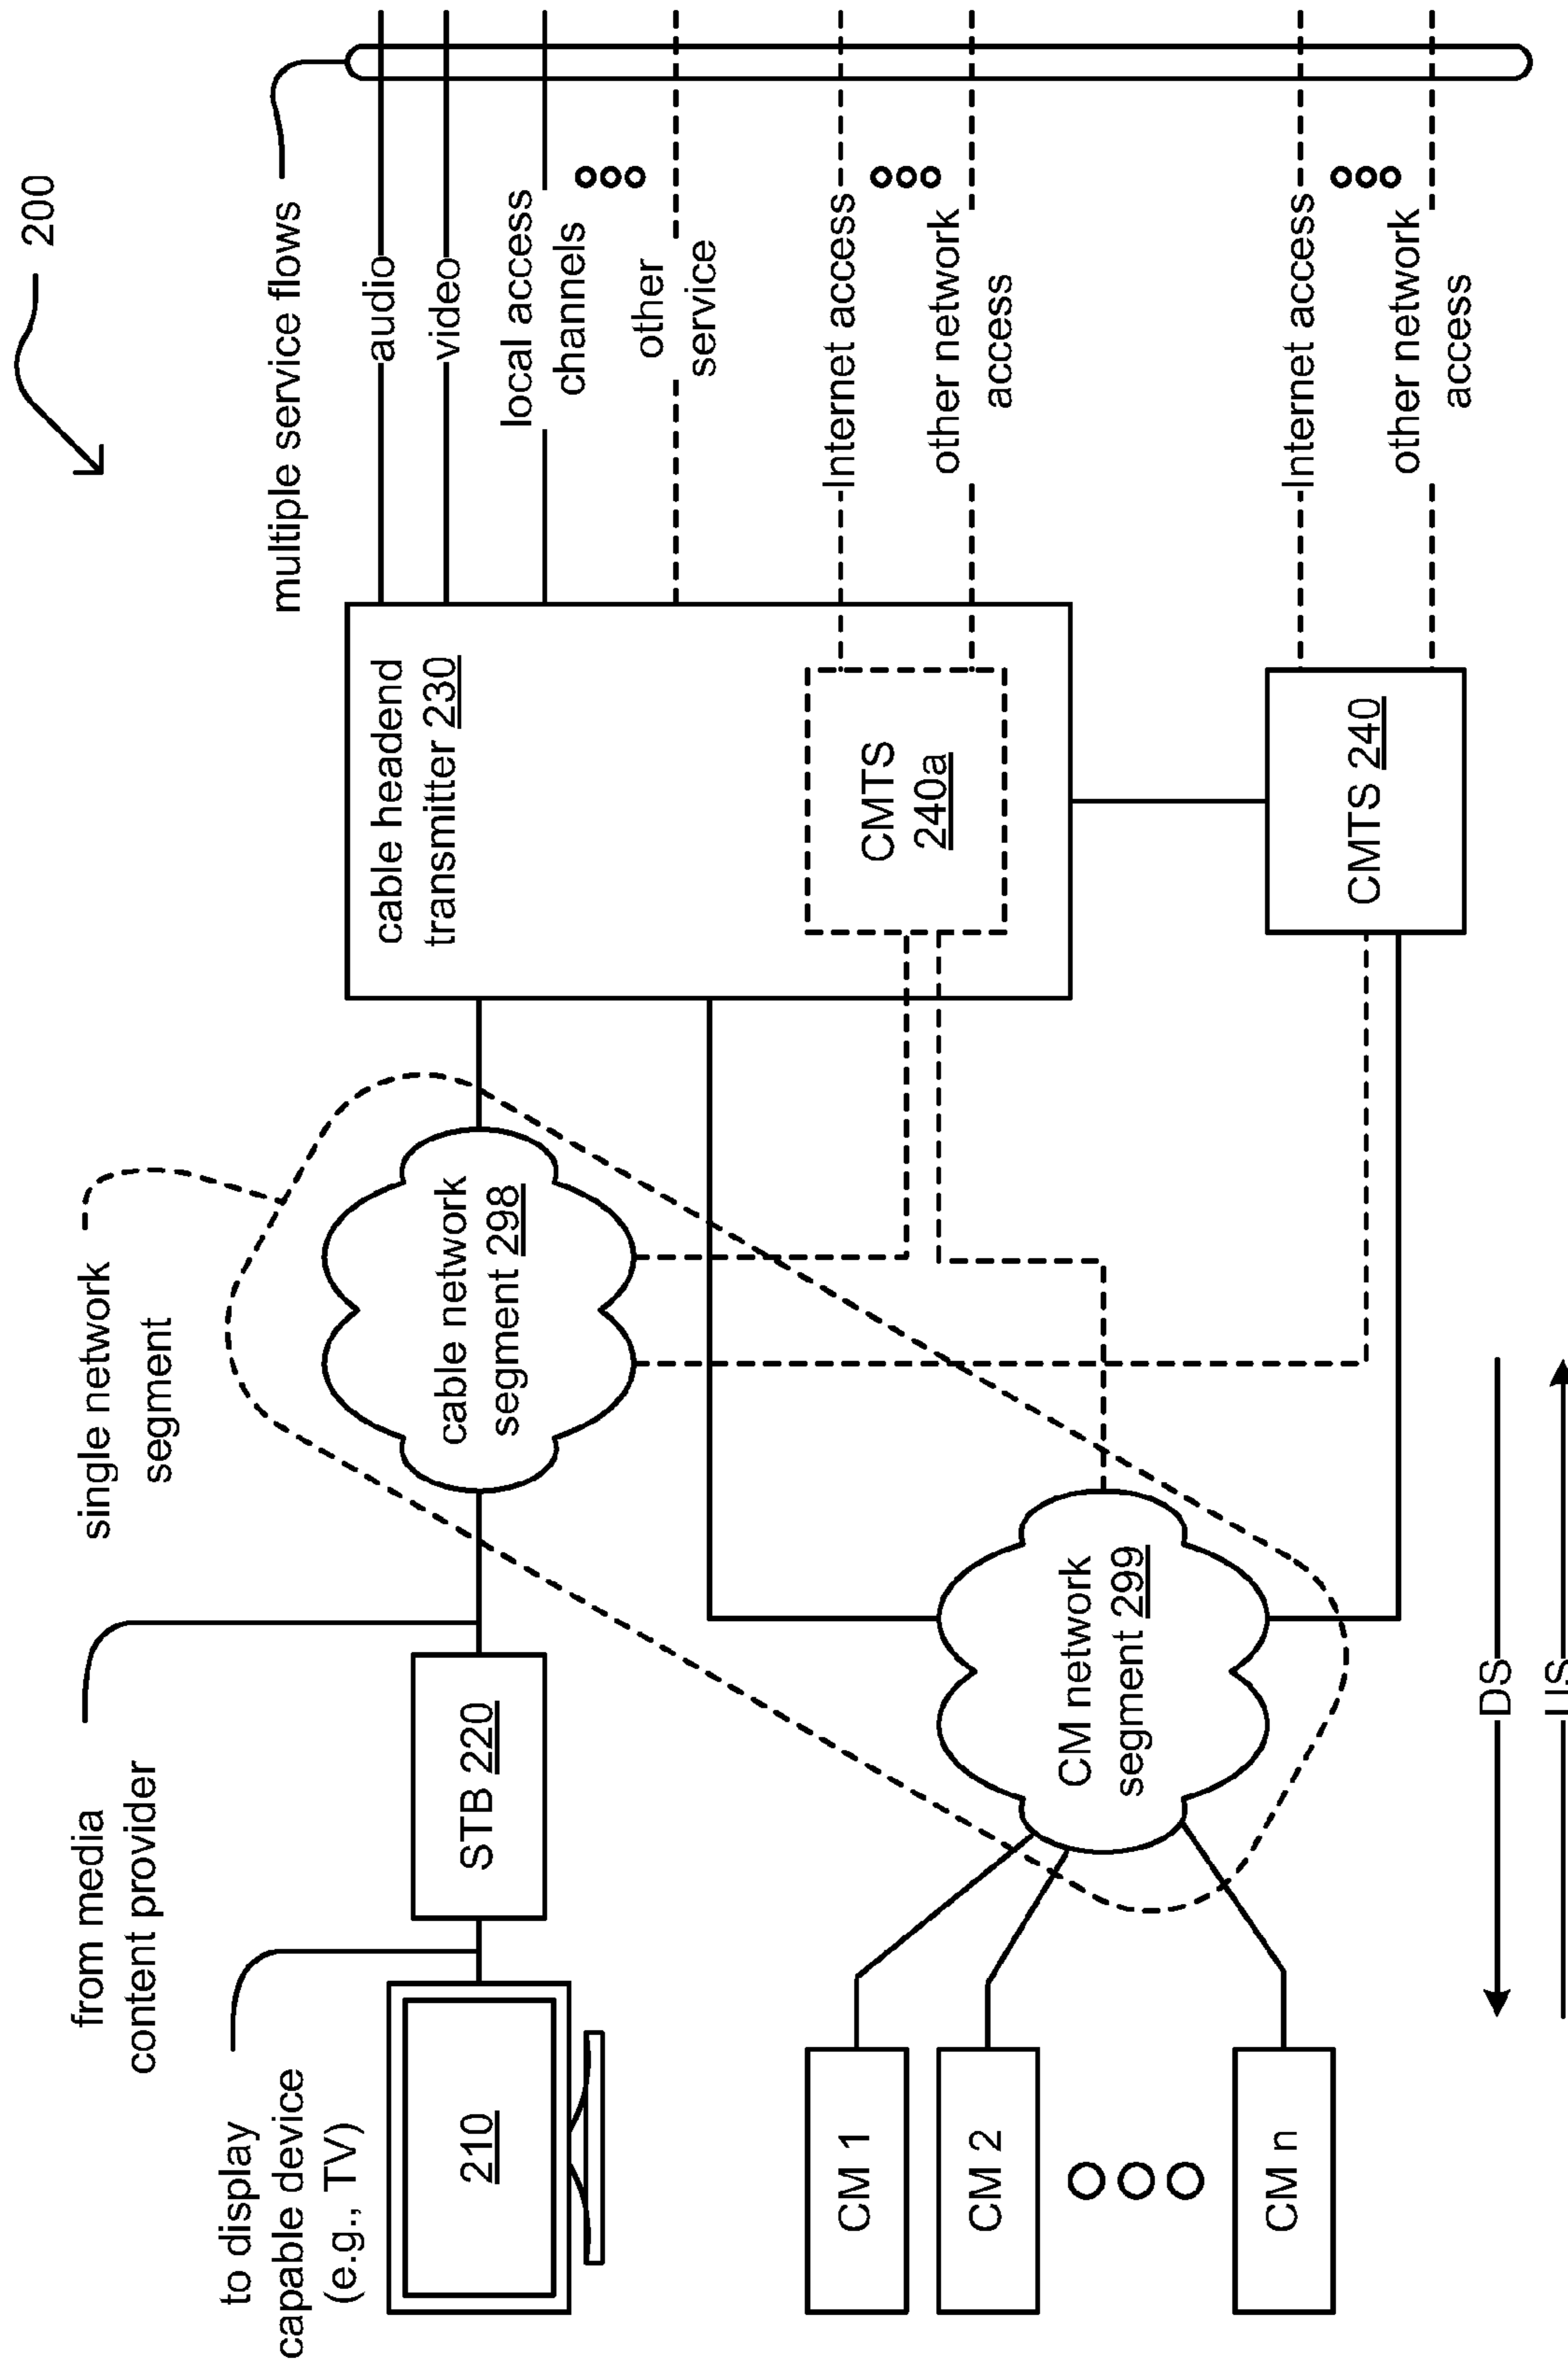 200
to display
capable device
(e.g., TV)
from media
content provider
single network
segment
multiple service flows
210
STB 220
cable network
segment 298
cable headend
transmitter 230
audio
video
local access
channels
other
service
CMTS
240a
Internet access
other network
access
CM 1
CM 2
CM n
CM network
segment 299
CMTS 240
Internet access
other network
access
DS
US